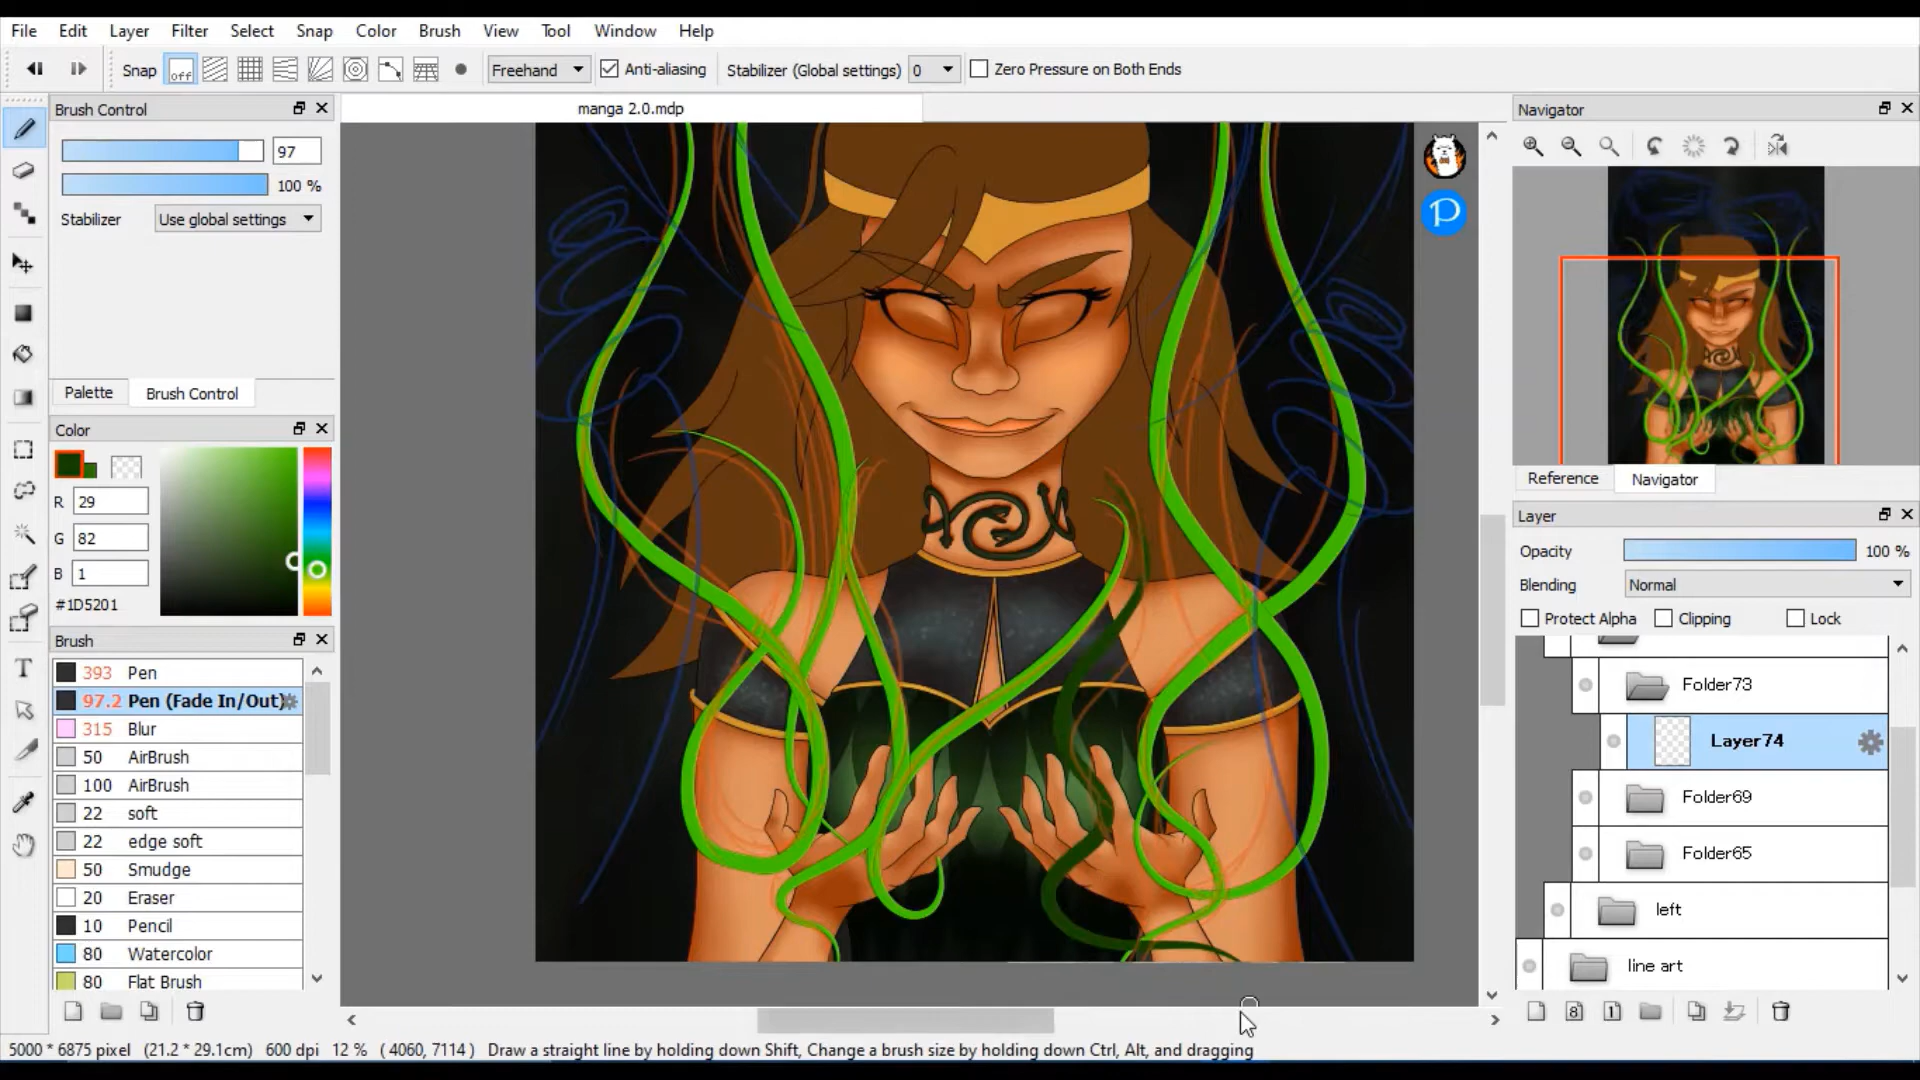 File Edit Layer Filter Select Snap Color Brush View Tool Window Help
Snap off Freehand Anti-aliasing Stabilizer (Global settings) 0 Zero Pressure on Both Ends
Brush Control
manga 2.0.mdp
Navigator
97
100 %
Stabilizer Use global settings
Palette Brush Control
Color
R 29
G 82
B 1
#1D5201
Brush
393 Pen
97.2 Pen (Fade In/Out)
315 Blur
50 AirBrush
100 AirBrush
22 soft
22 edge soft
50 Smudge
20 Eraser
10 Pencil
80 Watercolor
80 Flat Brush
P
Reference Navigator
Layer
Opacity 100 %
Blending Normal
Protect Alpha Clipping Lock
Folder73
Layer74
Folder69
Folder65
left
line art
8 1
T
5000 * 6875 pixel (21.2 * 29.1cm) 600 dpi 12 % ( 4060, 7114 ) Draw a straight line by holding down Shift, Change a brush size by holding down Ctrl, Alt, and dragging